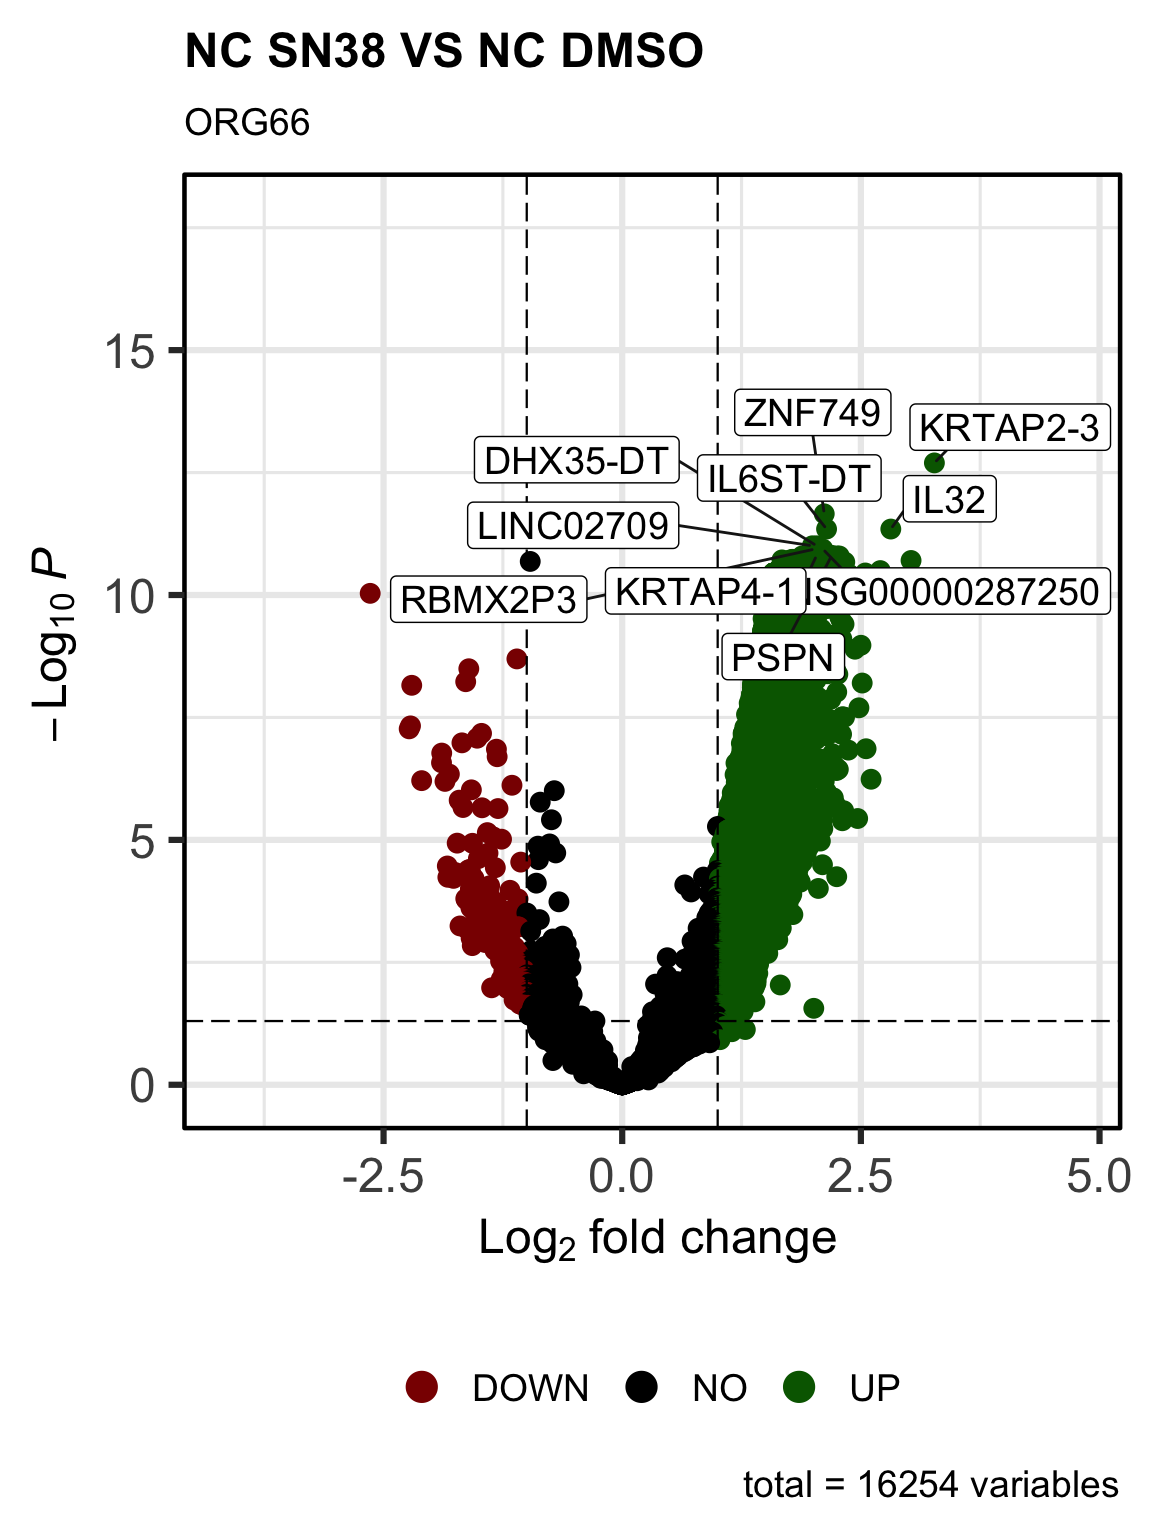 NC SN38 VS NC DMSO
ORG66
−Log10 P
15
10
5
0
ZNF749
KRTAP2-3
DHX35-DT
IL6ST-DT
IL32
LINC02709
RBMX2P3
KRTAP4-1
SG00000287250
PSPN
-2.5 0.0 2.5 5.0
Log2 fold change
DOWN NO UP
total = 16254 variables